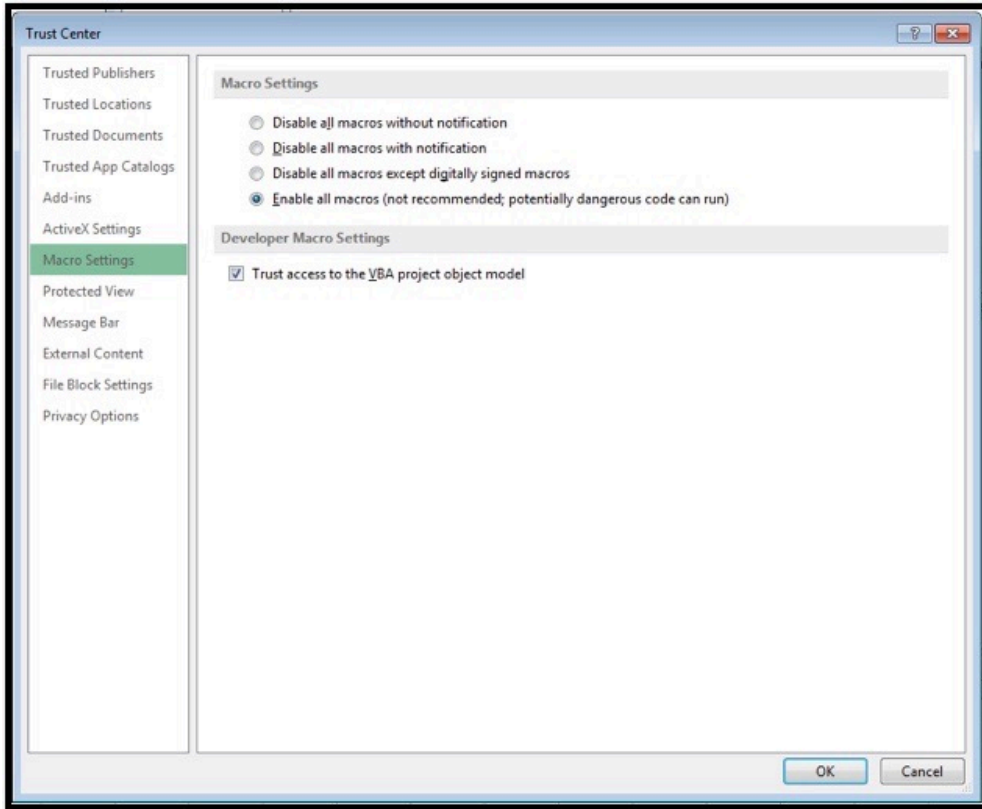 Trust Center
Trusted Publishers
Trusted Locations
Trusted Documents
Trusted App Catalogs
Add-ins
ActiveX Settings
Macro Settings
Protected View
Message Bar
External Content
File Block Settings
Privacy Options
Macro Settings
Disable all macros without notification
Disable all macros with notification
Disable all macros except digitally signed macros
Enable all macros (not recommended; potentially dangerous code can run)
Developer Macro Settings
Trust access to the VBA project object model
OK
Cancel